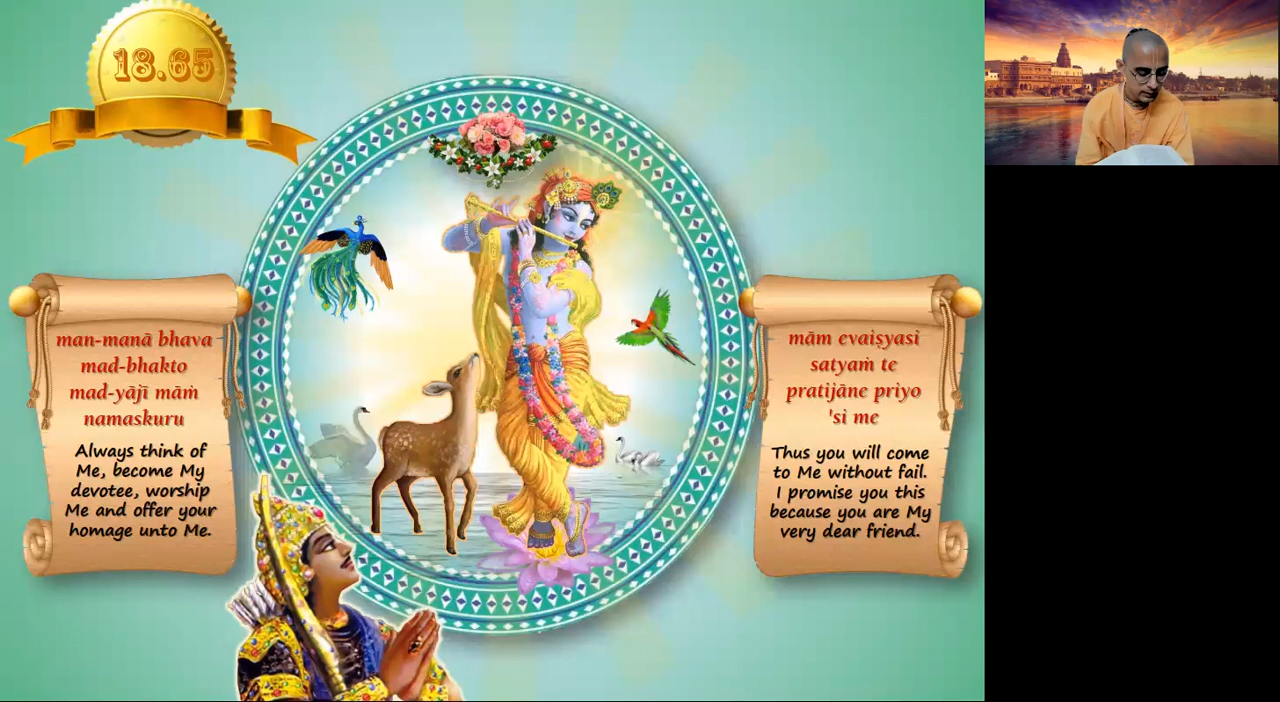 18.65
man-manā bhava
mad-bhakto
mad-yājī māṁ
namaskuru
Always think of
Me, become My
devotee, worship
Me and offer your
homage unto Me.
mām evaiṣyasi
satyaṁ te
pratijāne priyo
'si me
Thus you will come
to Me without fail.
I promise you this
because you are My
very dear friend.